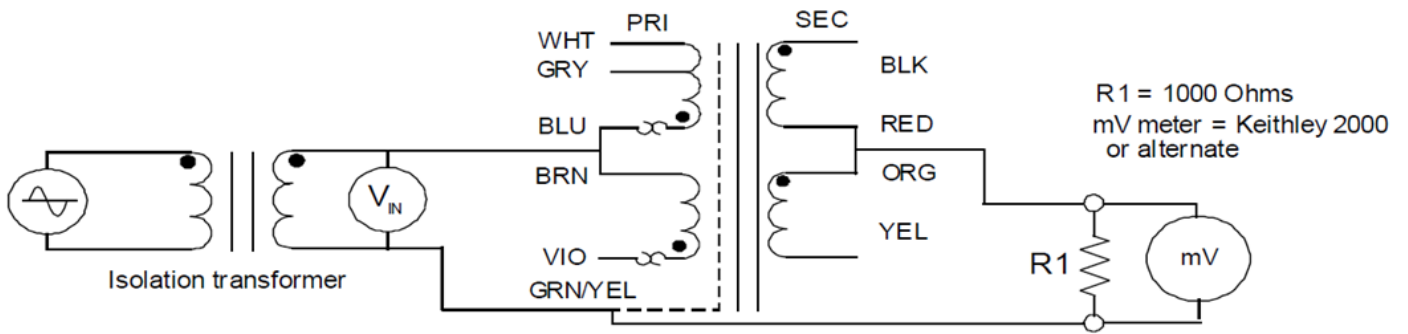 PRI
SEC
WHT
GRY
BLU
BRN
VIO
GRN/YEL
BLK
RED
ORG
YEL
R1 = 1000 Ohms
mV meter = Keithley 2000
or alternate
VIN
Isolation transformer
R1
mV